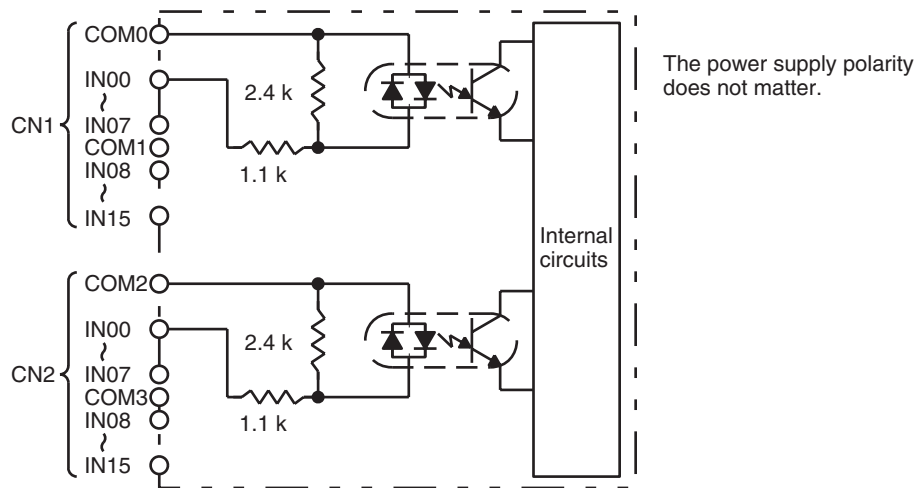 COM0
IN00
IN07
CN1
COM1
IN08
IN15
2.4 k
1.1 k
The power supply polarity
does not matter.
Internal
circuits
COM2
IN00
IN07
CN2
COM3
IN08
IN15
2.4 k
1.1 k